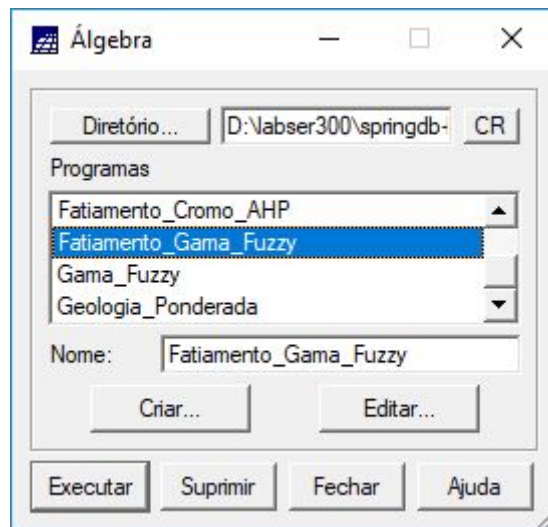 Álgebra
Diretório... D:\labser300\springdb- CR
Programas
Fatiamento_Cromo_AHP
Fatiamento_Gama_Fuzzy
Gama_Fuzzy
Geologia_Ponderada
Nome: Fatiamento_Gama_Fuzzy
Criar... Editar...
Executar Suprimir Fechar Ajuda